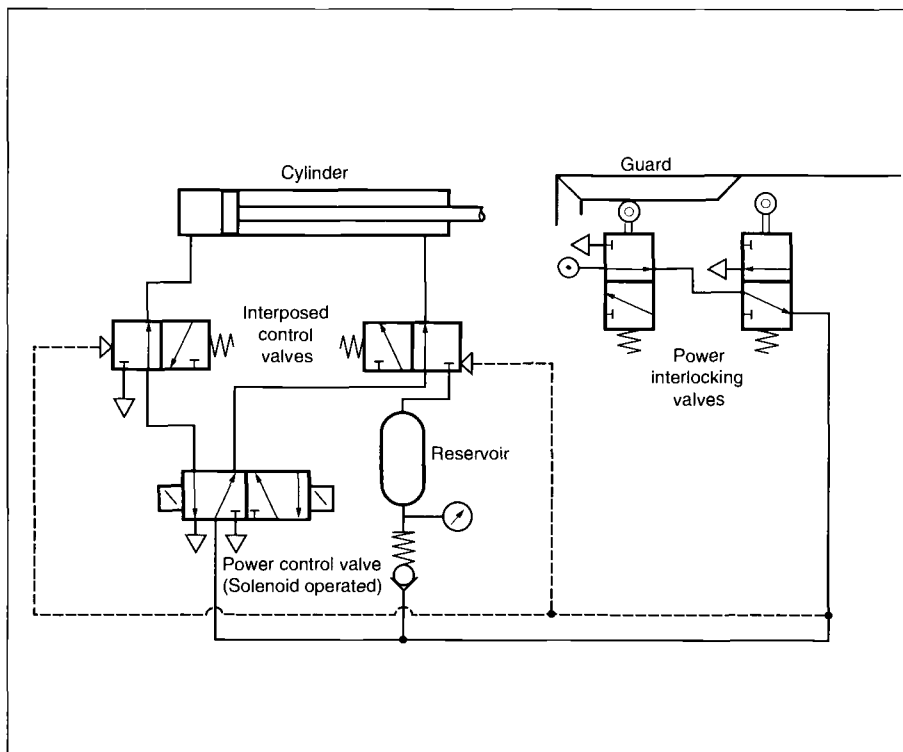 Cylinder
Guard
Interposed
control
valves
Power
interlocking
valves
Reservoir
Power control valve
(Solenoid operated)